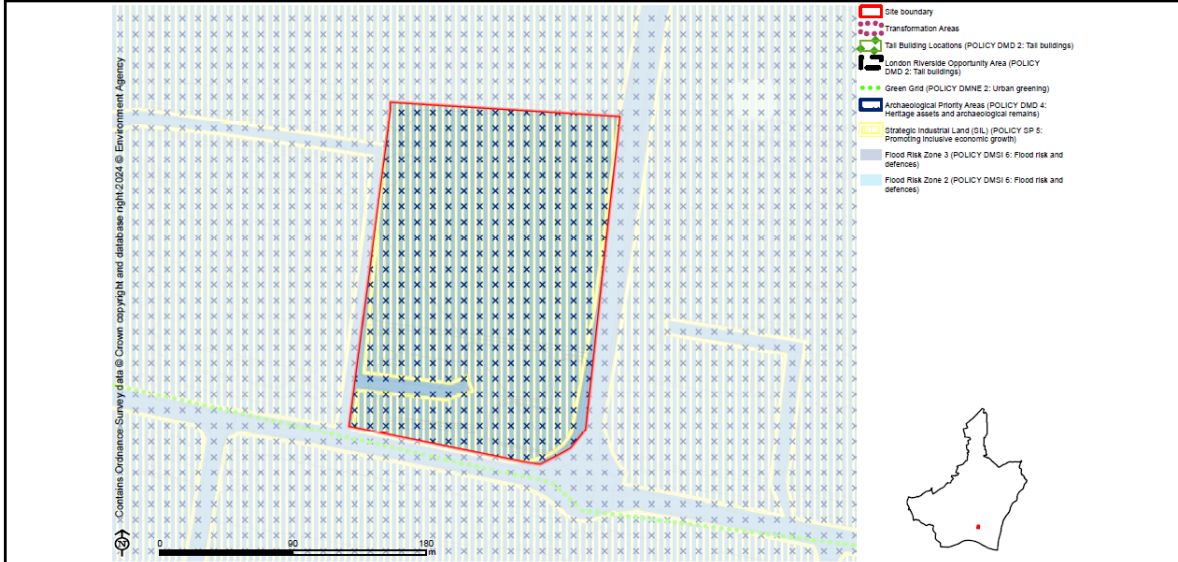 Contains Ordnance Survey data © Crown copyright and database right 2024 © Environment Agency
N
0
90
180
m
Site boundary
Transformation Areas
Tall Building Locations (POLICY DMD 2: Tall buildings)
London Riverside Opportunity Area (POLICY
DMD 2: Tall buildings)
Green Grid (POLICY DMNE 2: Urban greening)
Archaeological Priority Areas (POLICY DMD 4:
Heritage assets and archaeological remains)
Strategic Industrial Land (SIL) (POLICY SP 5:
Promoting inclusive economic growth)
Flood Risk Zone 3 (POLICY DMSI 6: Flood risk and
defences)
Flood Risk Zone 2 (POLICY DMSI 6: Flood risk and
defences)